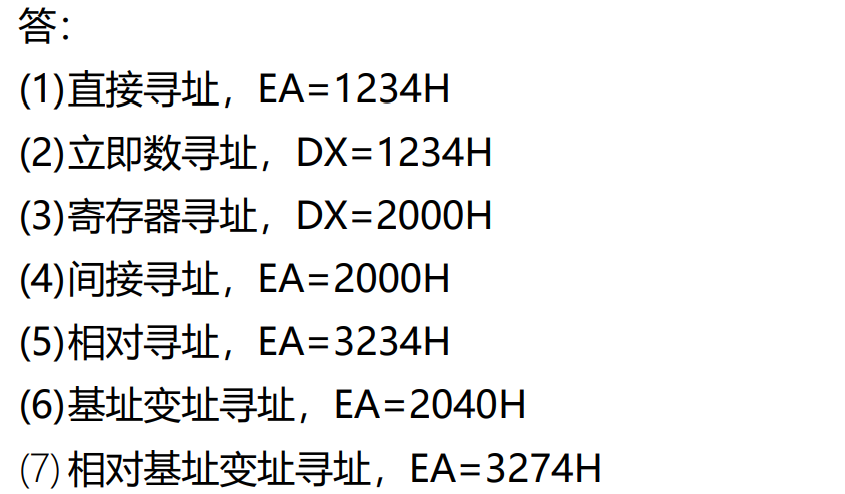 答：
(1)直接寻址，EA=1234H
(2)立即数寻址，DX=1234H
(3)寄存器寻址，DX=2000H
(4)间接寻址，EA=2000H
(5)相对寻址，EA=3234H
(6)基址变址寻址，EA=2040H
(7)相对基址变址寻址，EA=3274H